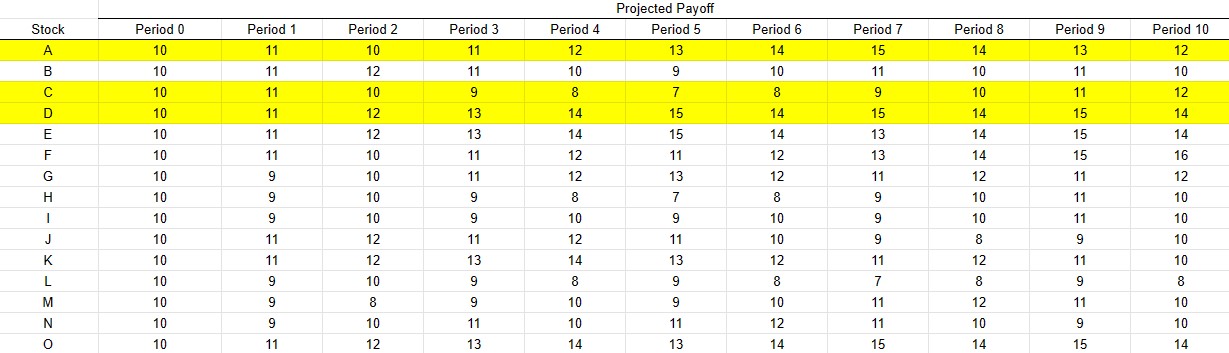 Projected Payoff
Stock Period 0 Period 1 Period 2 Period 3 Period 4 Period 5 Period 6 Period 7 Period 8 Period 9 Period 10
A 10 11 10 11 12 13 14 15 14 13 12
B 10 11 12 11 10 9 10 11 10 11 10
C 10 11 10 9 8 7 8 9 10 11 12
D 10 11 12 13 14 15 14 15 14 15 14
E 10 11 12 13 14 15 14 13 14 15 14
F 10 11 10 11 12 11 12 13 14 15 16
G 10 9 10 11 12 13 12 11 12 11 12
H 10 9 10 9 8 7 8 9 10 11 10
I 10 9 10 9 10 9 10 9 10 11 10
J 10 11 12 11 12 11 10 9 8 9 10
K 10 11 12 13 14 13 12 11 12 11 10
L 10 9 10 9 8 9 8 7 8 9 8
M 10 9 8 9 10 9 10 11 12 11 10
N 10 9 10 11 10 11 12 11 10 9 10
O 10 11 12 13 14 13 14 15 14 15 14